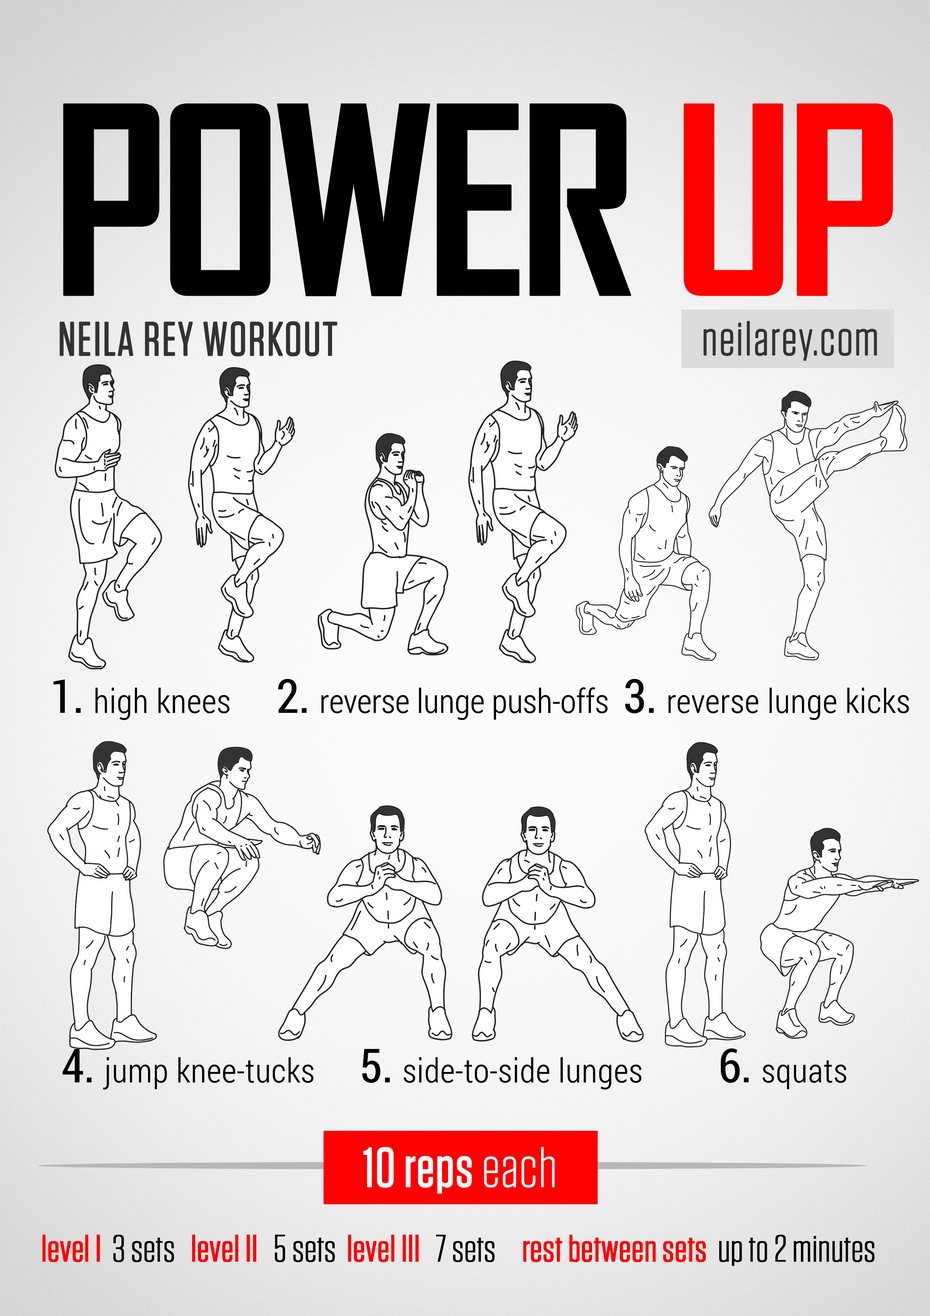 POWER UP
NEILA REY WORKOUT
neilarey.com
1. high knees
2. reverse lunge push-offs
3. reverse lunge kicks
4. jump knee-tucks
5. side-to-side lunges
6. squats
10 reps each
level I 3 sets level II 5 sets level III 7 sets rest between sets up to 2 minutes